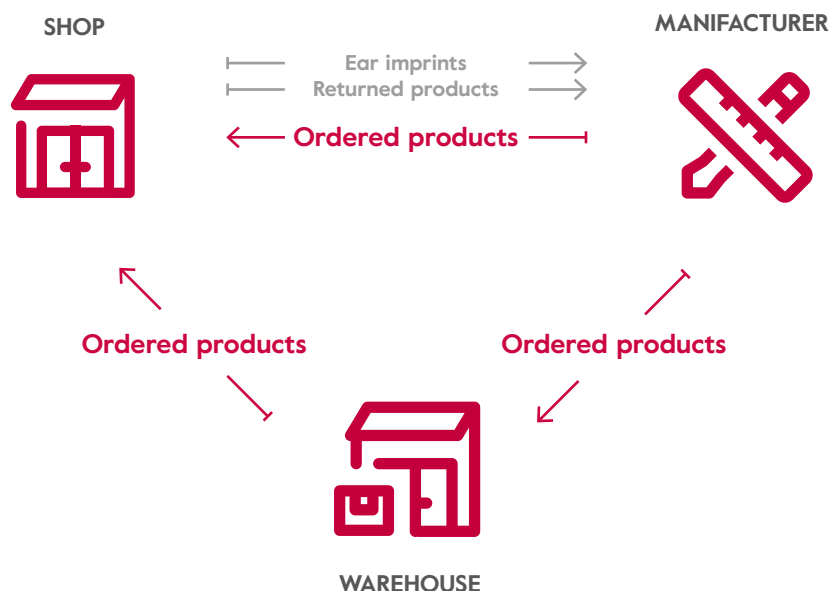 SHOP
MANIFACTURER
Ear imprints
Returned products
Ordered products
Ordered products
Ordered products
WAREHOUSE